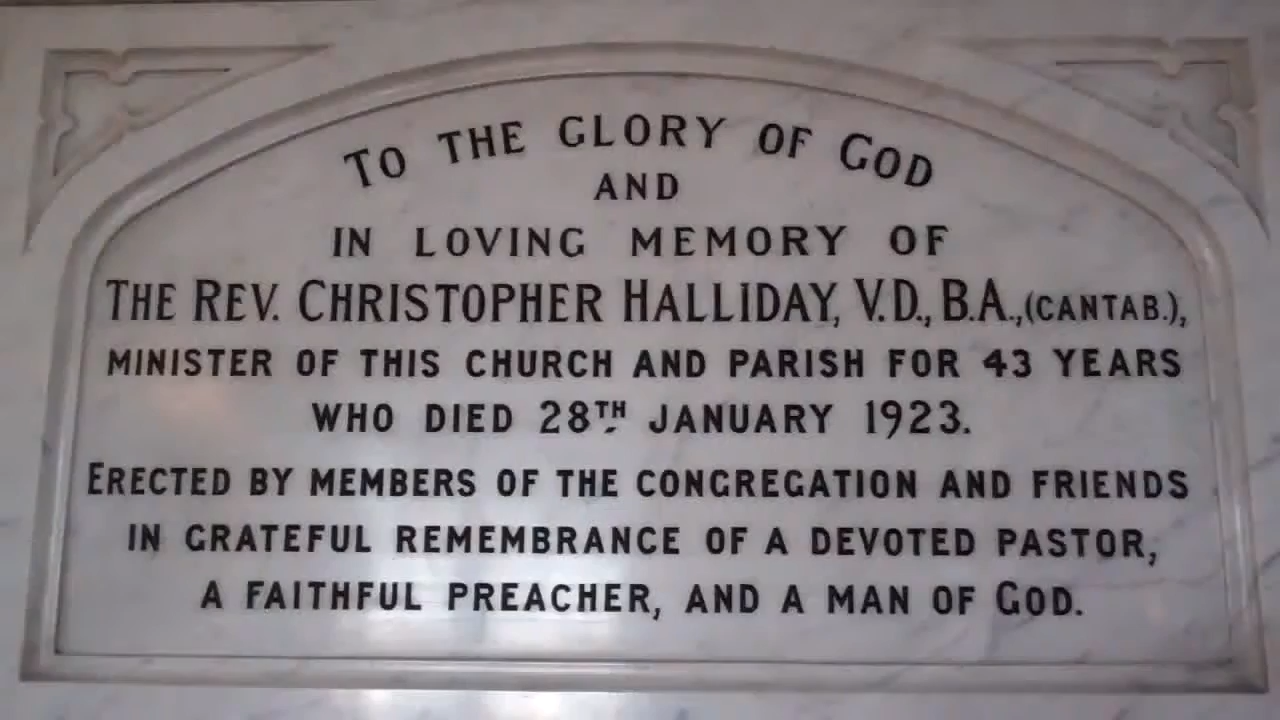 TO THE GLORY OF GOD
AND
IN LOVING MEMORY OF
THE REV. CHRISTOPHER HALLIDAY, V.D., B.A.,(CANTAB.),
MINISTER OF THIS CHURCH AND PARISH FOR 43 YEARS
WHO DIED 28TH JANUARY 1923.
ERECTED BY MEMBERS OF THE CONGREGATION AND FRIENDS
IN GRATEFUL REMEMBRANCE OF A DEVOTED PASTOR,
A FAITHFUL PREACHER, AND A MAN OF GOD.